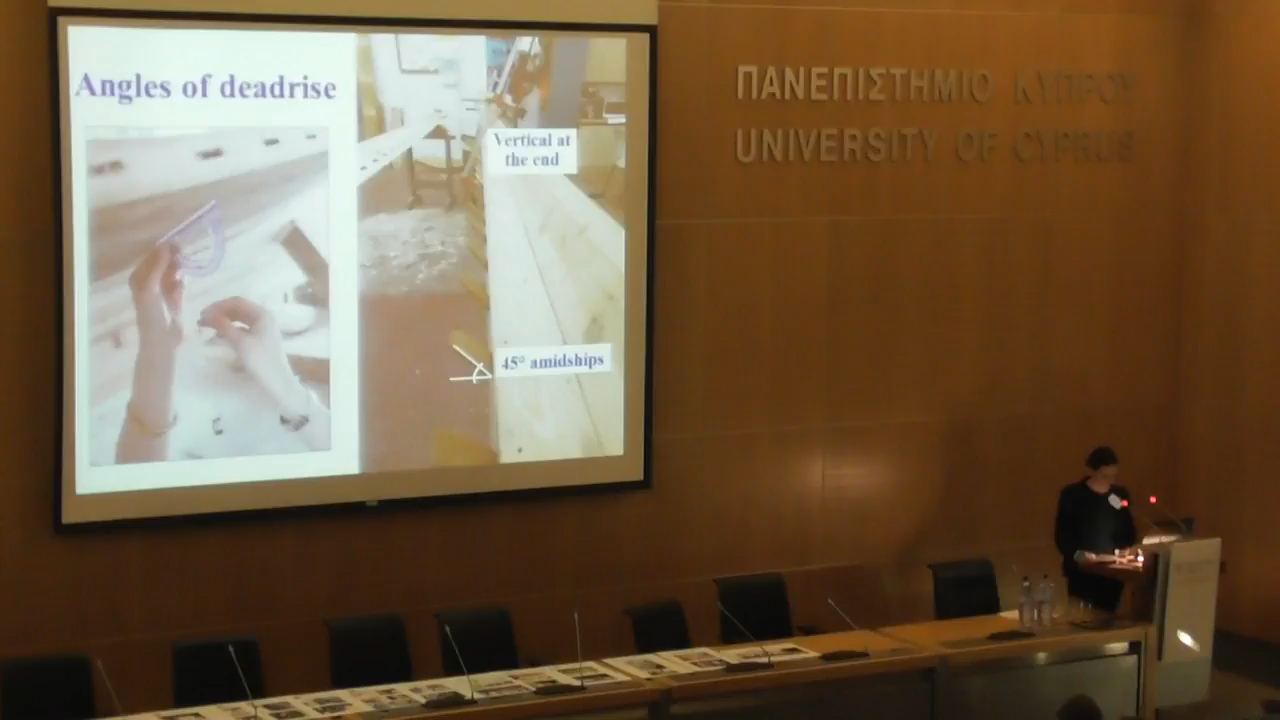 Angles of deadrise
Vertical at
the end
45° amidships
ΠΑΝΕΠΙΣΤΗΜΙΟ ΚΥΠΡΟΥ
UNIVERSITY OF CYPRUS